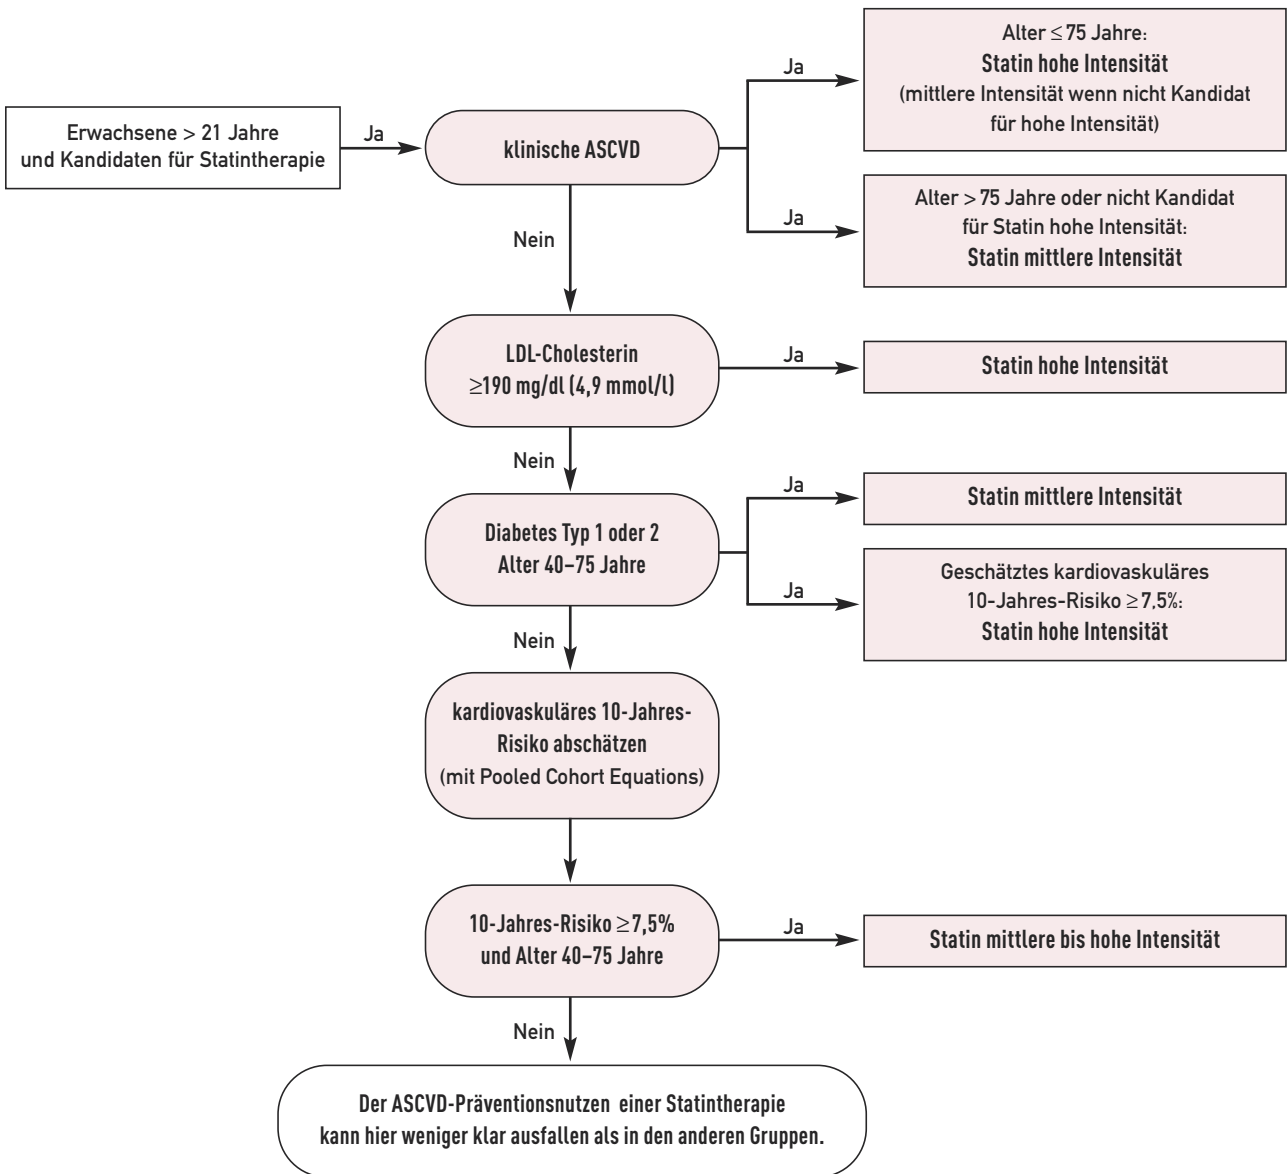 Erwachsene > 21 Jahre
und Kandidaten für Statintherapie
Ja
klinische ASCVD
Ja
Alter ≤ 75 Jahre:
Statin hohe Intensität
(mittlere Intensität wenn nicht Kandidat
für hohe Intensität)
Ja
Alter > 75 Jahre oder nicht Kandidat
für Statin hohe Intensität:
Statin mittlere Intensität
Nein
LDL-Cholesterin
≥190 mg/dl (4,9 mmol/l)
Ja
Statin hohe Intensität
Nein
Diabetes Typ 1 oder 2
Alter 40–75 Jahre
Ja
Statin mittlere Intensität
Ja
Geschätztes kardiovaskuläres
10-Jahres-Risiko ≥ 7,5%:
Statin hohe Intensität
Nein
kardiovaskuläres 10-Jahres-
Risiko abschätzen
(mit Pooled Cohort Equations)
10-Jahres-Risiko ≥ 7,5%
und Alter 40–75 Jahre
Ja
Statin mittlere bis hohe Intensität
Nein
Der ASCVD-Präventionsnutzen einer Statintherapie
kann hier weniger klar ausfallen als in den anderen Gruppen.